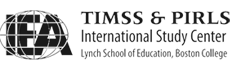 IEA
TIMSS & PIRLS
International Study Center
Lynch School of Education, Boston College